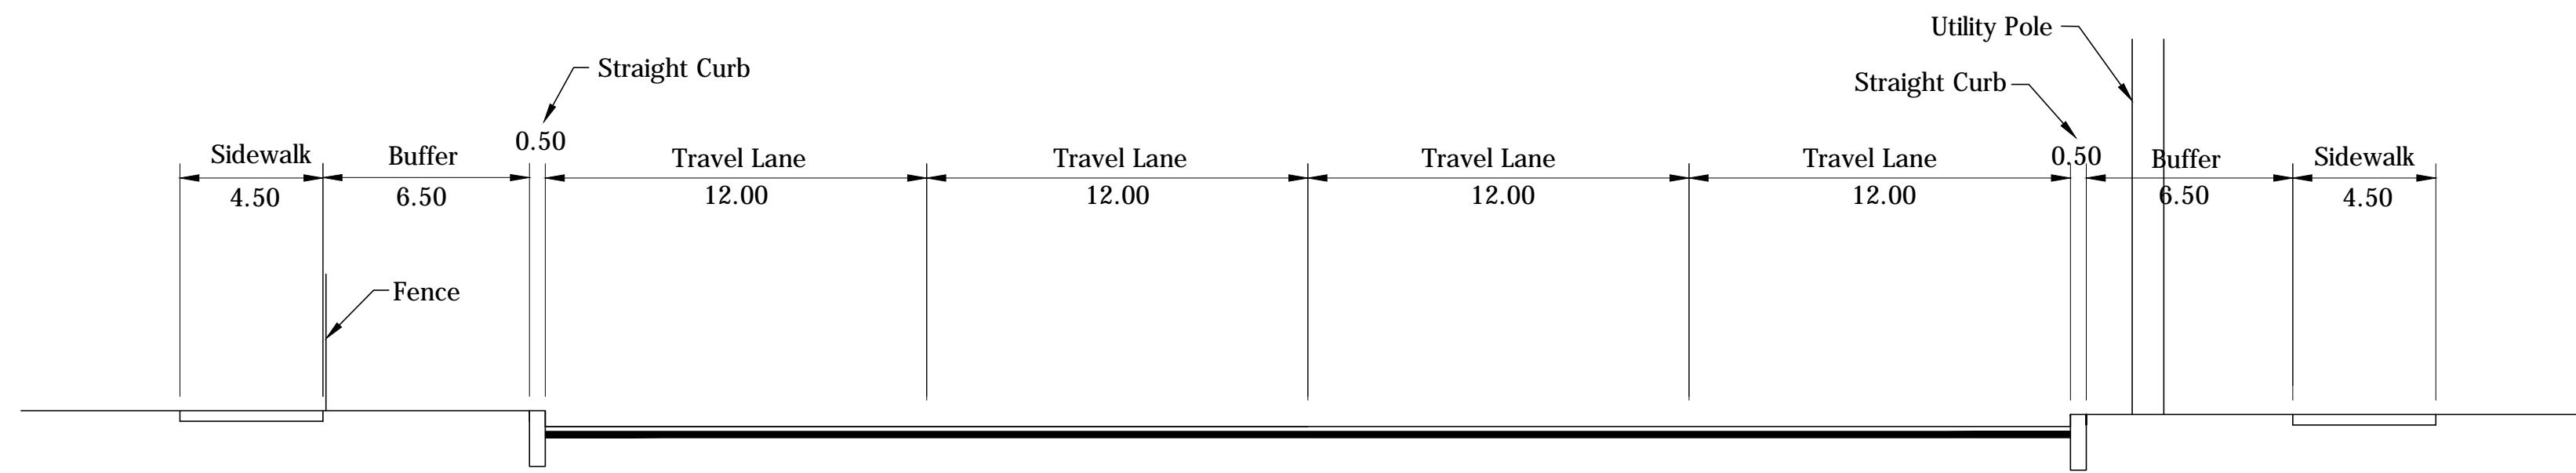 Utility Pole
Straight Curb
Straight Curb
0.50
Sidewalk
Buffer
Travel Lane
Travel Lane
Travel Lane
Travel Lane
0.50
Buffer
Sidewalk
4.50
6.50
12.00
12.00
12.00
12.00
6.50
4.50
Fence